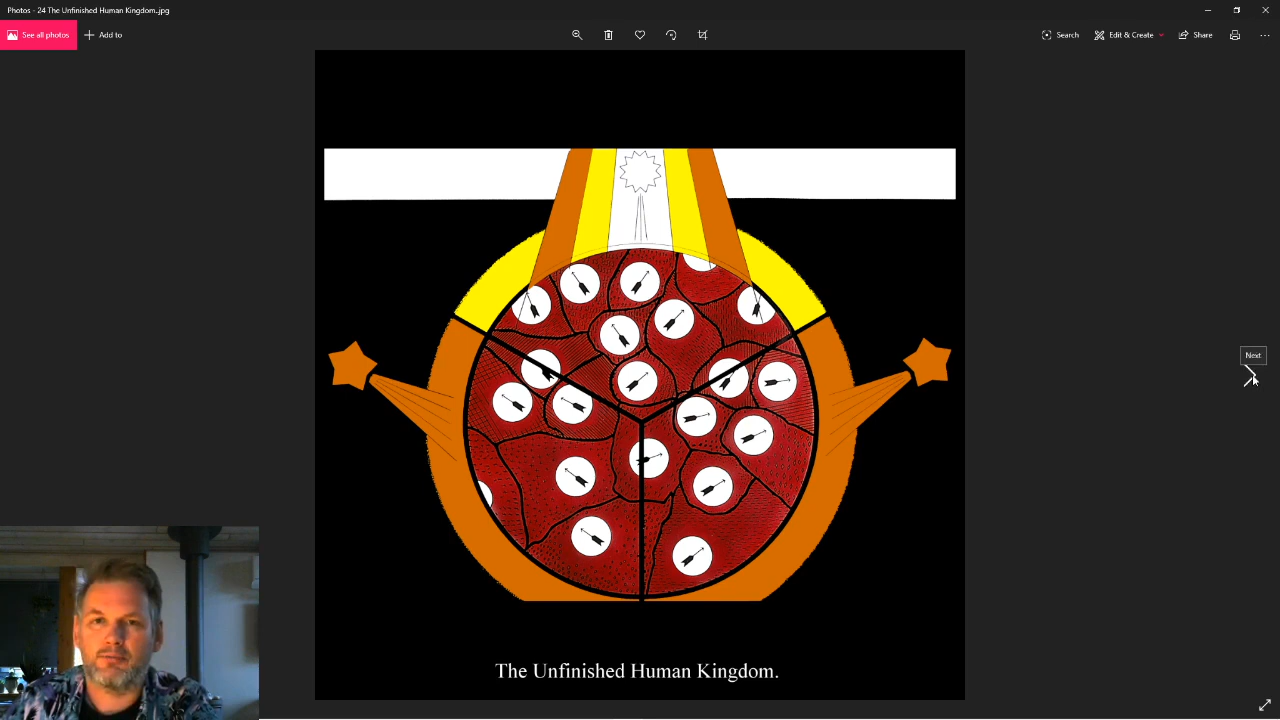 Photos - 24 The Unfinished Human Kingdom.jpg
See all photos
Add to
Search
Edit & Create
Share
Next
The Unfinished Human Kingdom.